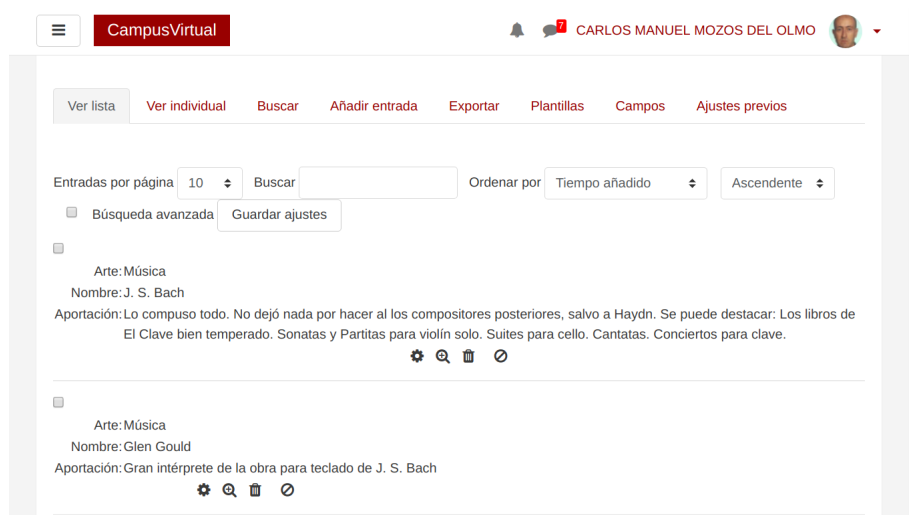 CampusVirtual
7 CARLOS MANUEL MOZOS DEL OLMO
Ver lista Ver individual Buscar Añadir entrada Exportar Plantillas Campos Ajustes previos
Entradas por página 10 Buscar Ordenar por Tiempo añadido Ascendente
Búsqueda avanzada Guardar ajustes
Arte: Música
Nombre: J. S. Bach
Aportación: Lo compuso todo. No dejó nada por hacer al los compositores posteriores, salvo a Haydn. Se puede destacar: Los libros de
El Clave bien temperado. Sonatas y Partitas para violín solo. Suites para cello. Cantatas. Conciertos para clave.
Arte: Música
Nombre: Glen Gould
Aportación: Gran intérprete de la obra para teclado de J. S. Bach